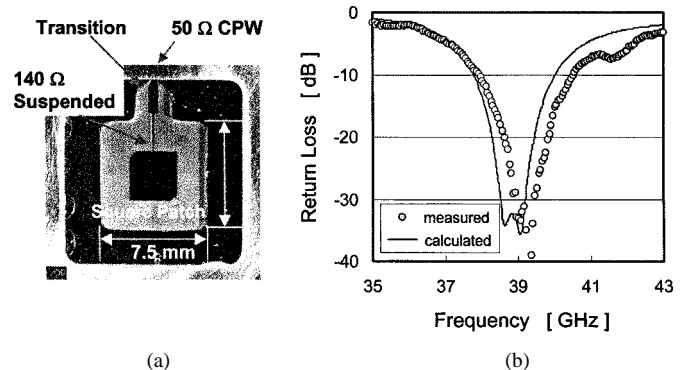 Transition
50 Ω CPW
140 Ω
Suspended
Square Patch
7.5 mm
(a)
Return Loss [ dB ]
0
-10
-20
-30
-40
measured
calculated
35
37
39
41
43
Frequency [ GHz ]
(b)